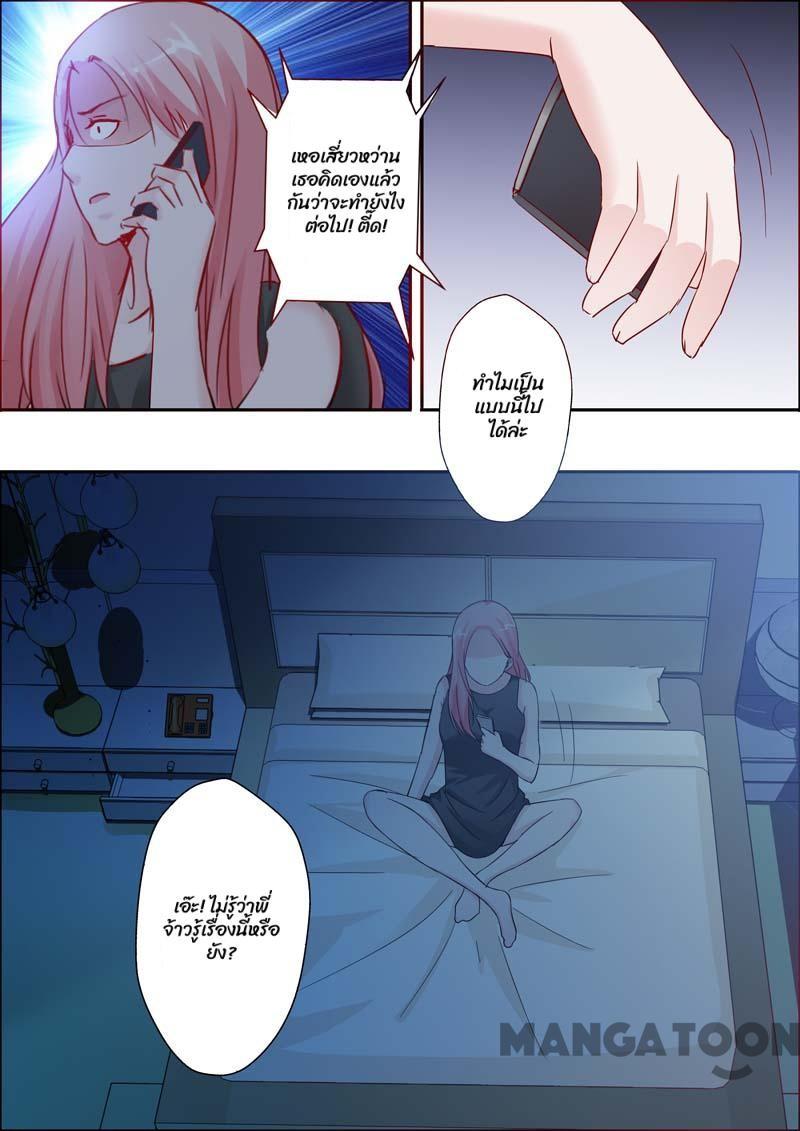 เหอเสี่ยวหว่าน
เธอคิดเองแล้ว
กันว่าจะทำยังไง
ต่อไป! ตี๊ด!
ทำไมเป็น
แบบนี้ไป
ได้ล่ะ
เอ๊ะ! ไม่รู้ว่าพี่
จ้าวรู้เรื่องนี้หรือ
ยัง?
MANGATOON